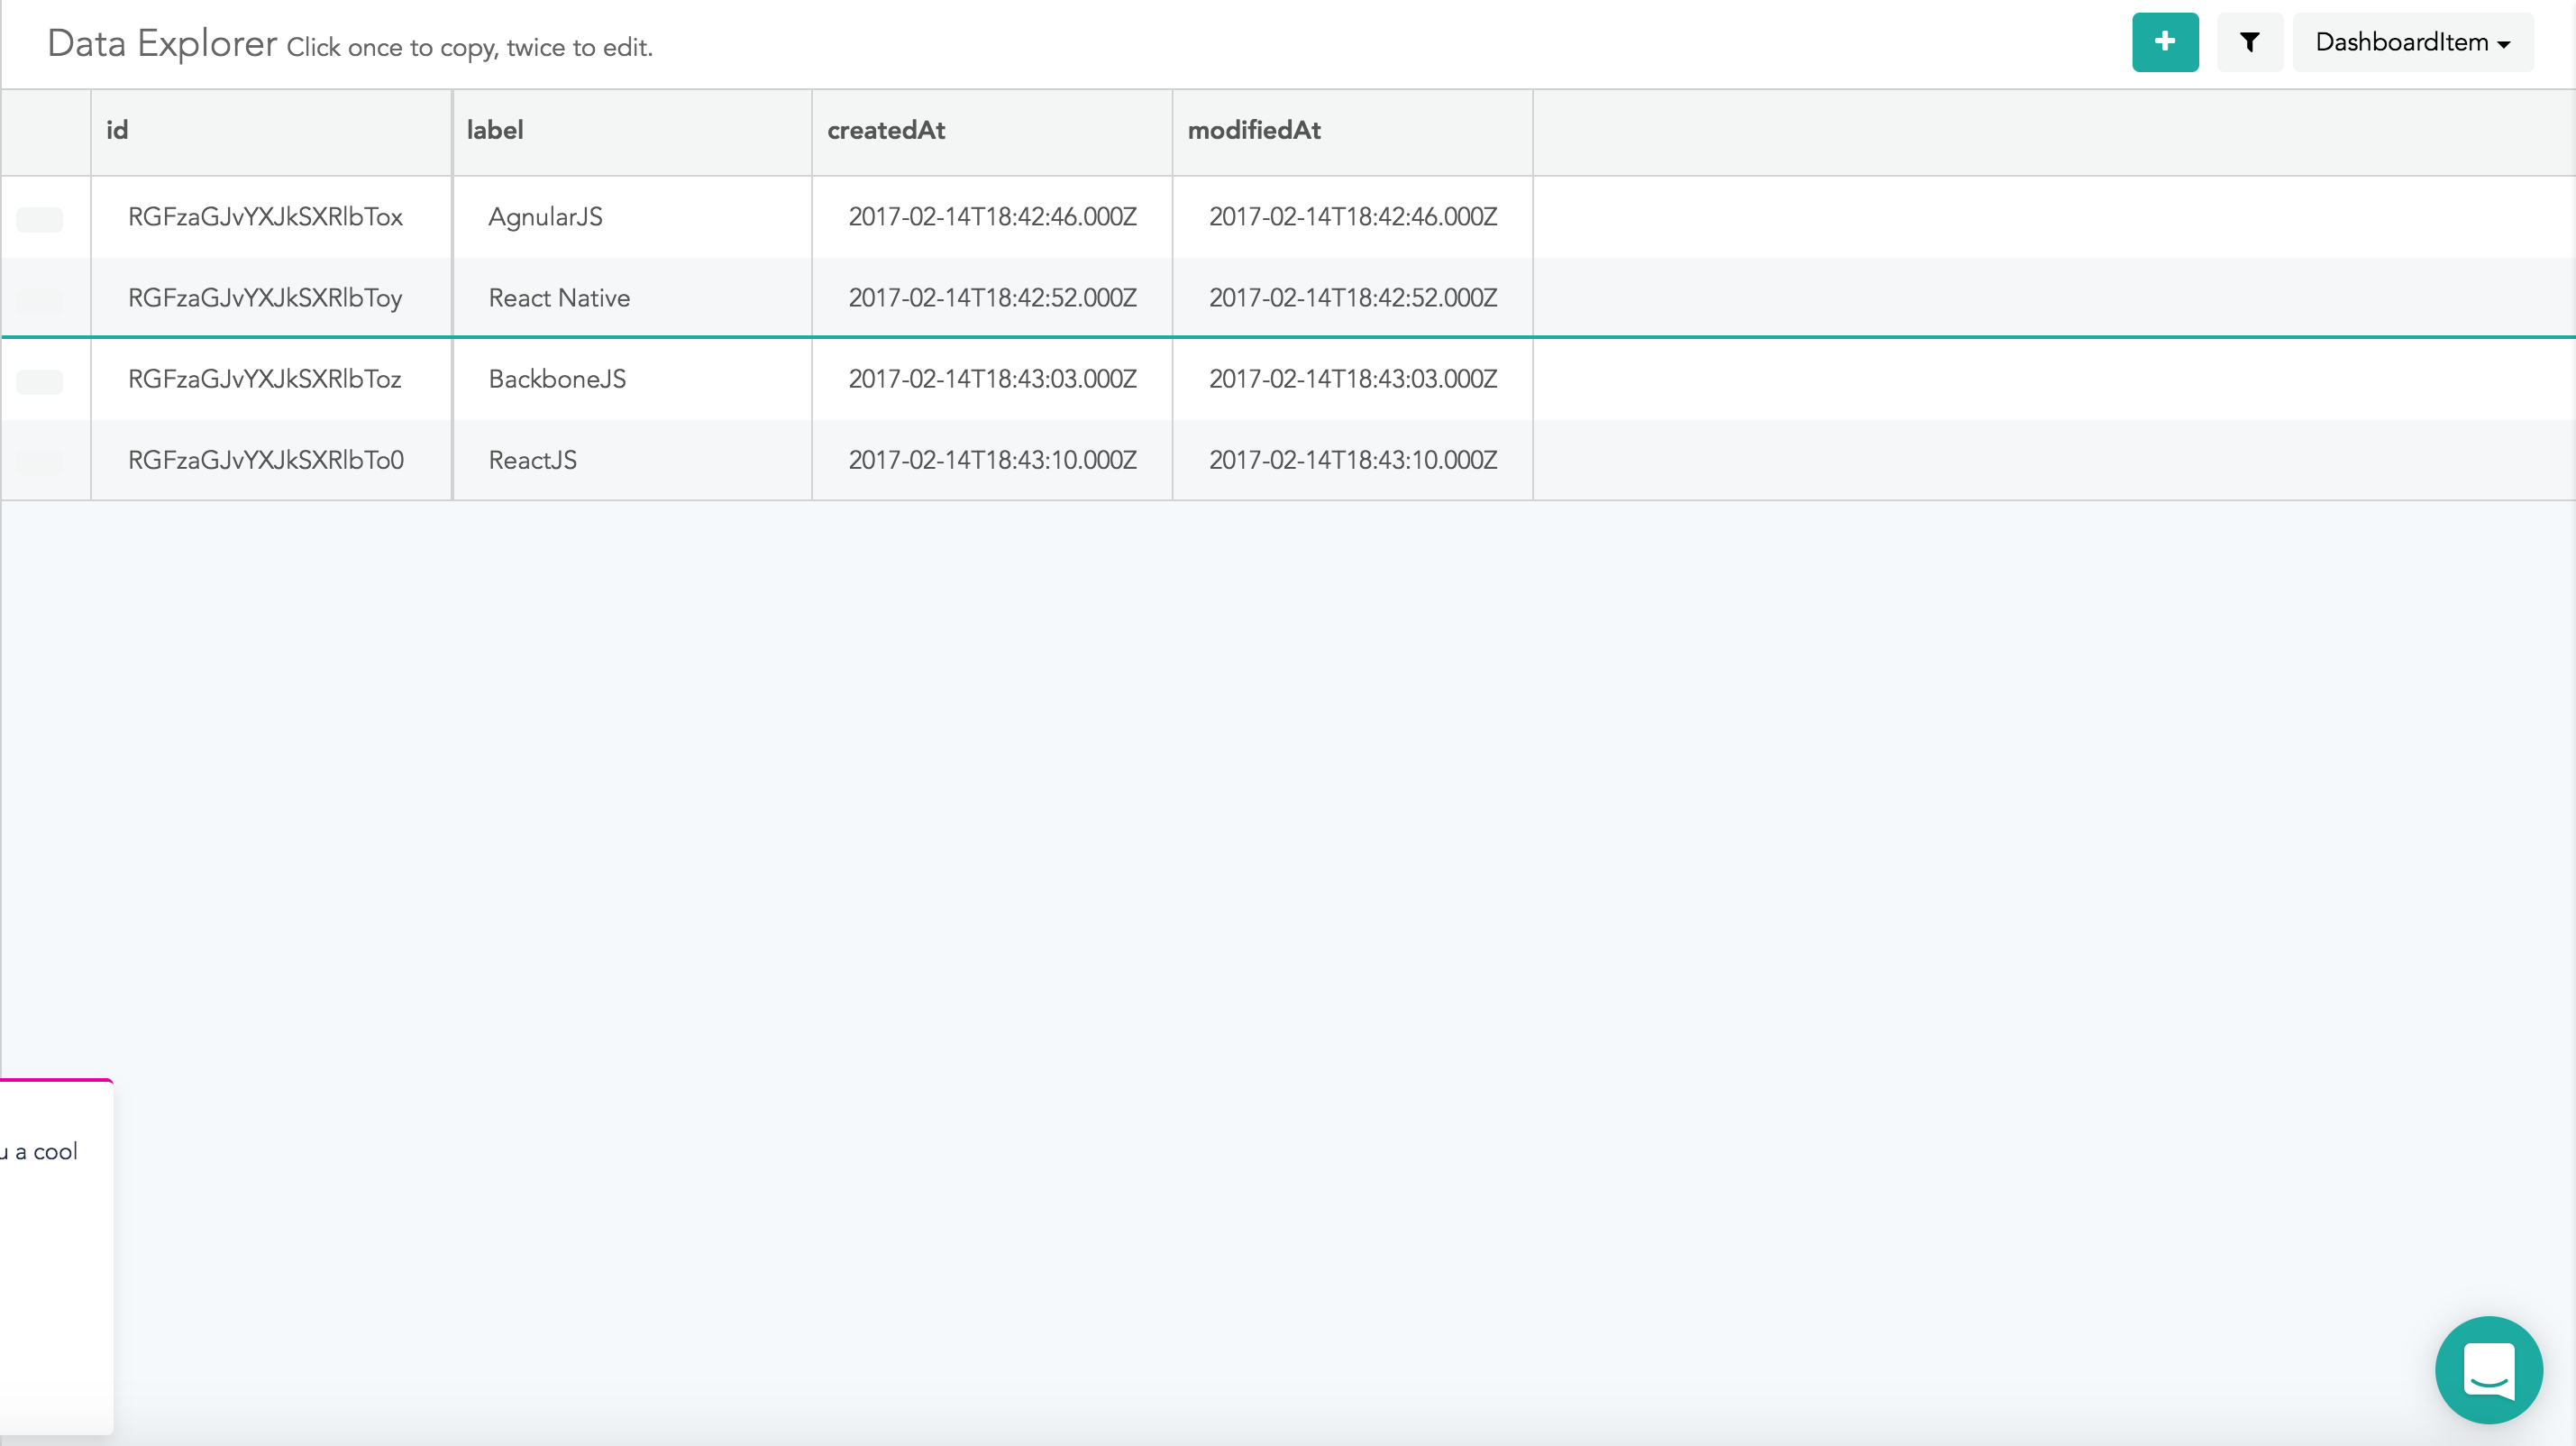 Data Explorer Click once to copy, twice to edit.
DashboardItem
id label createdAt modifiedAt
RGFzaGJvYXJkSXRlbTox AgnularJS 2017-02-14T18:42:46.000Z 2017-02-14T18:42:46.000Z
RGFzaGJvYXJkSXRlbToy React Native 2017-02-14T18:42:52.000Z 2017-02-14T18:42:52.000Z
RGFzaGJvYXJkSXRlbToz BackboneJS 2017-02-14T18:43:03.000Z 2017-02-14T18:43:03.000Z
RGFzaGJvYXJkSXRlbTo0 ReactJS 2017-02-14T18:43:10.000Z 2017-02-14T18:43:10.000Z
u a cool